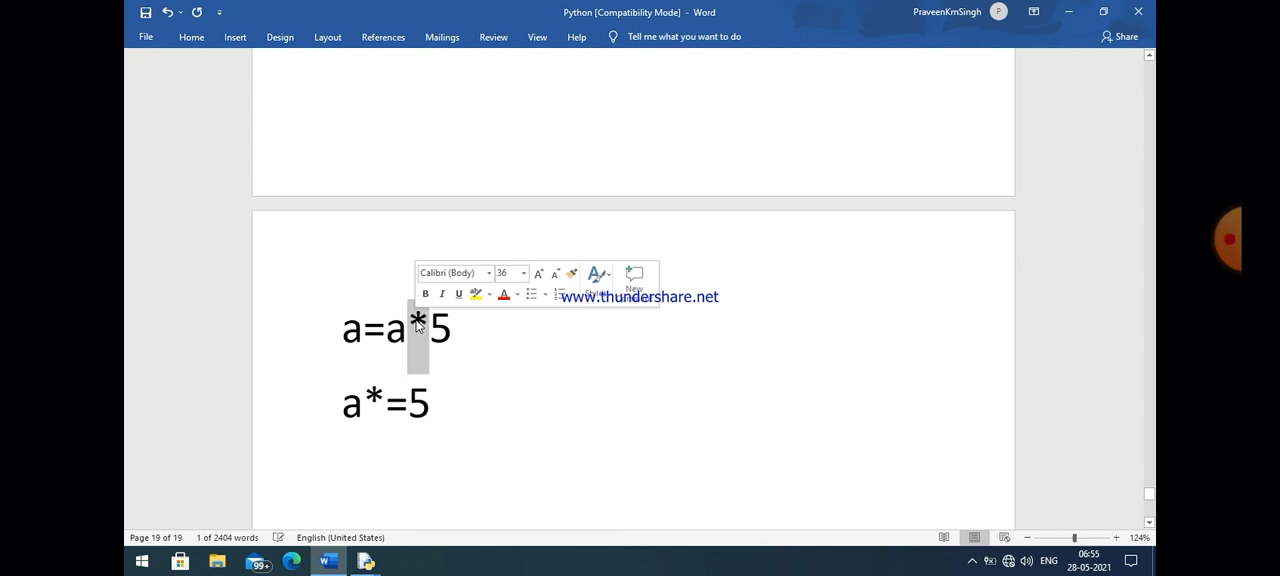 Python [Compatibility Mode] - Word
PraveenKmSingh
P
File Home Insert Design Layout References Mailings Review View Help Tell me what you want to do
Share
Calibri (Body) 36
B I U
New
www.thundershare.net
a=a*5
a*=5
Page 19 of 19 1 of 2404 words English (United States)
124%
99+
ENG
06:55
28-05-2021